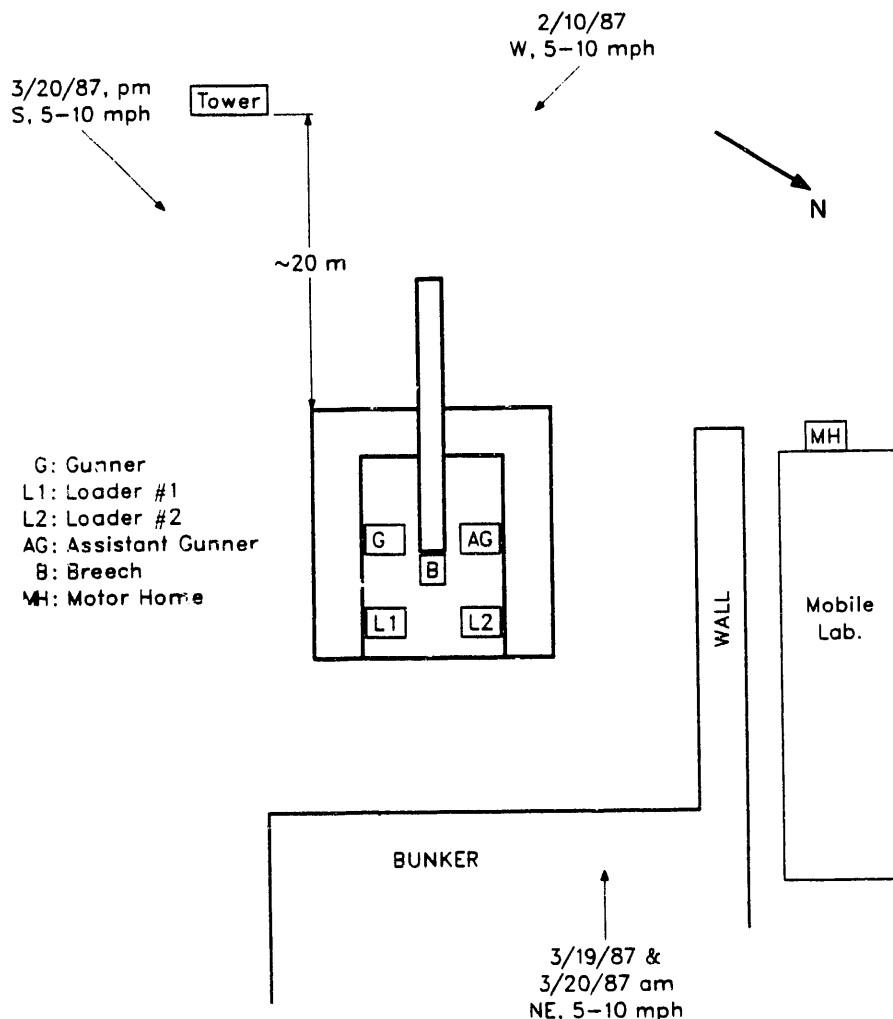 2/10/87
W, 5-10 mph
3/20/87, pm
S, 5-10 mph
Tower
N
~20 m
MH
G: Gunner
L1: Loader #1
L2: Loader #2
AG: Assistant Gunner
B: Breech
MH: Motor Home
G
AG
B
L1
L2
WALL
Mobile
Lab.
BUNKER
3/19/87 &
3/20/87 am
NE, 5-10 mph